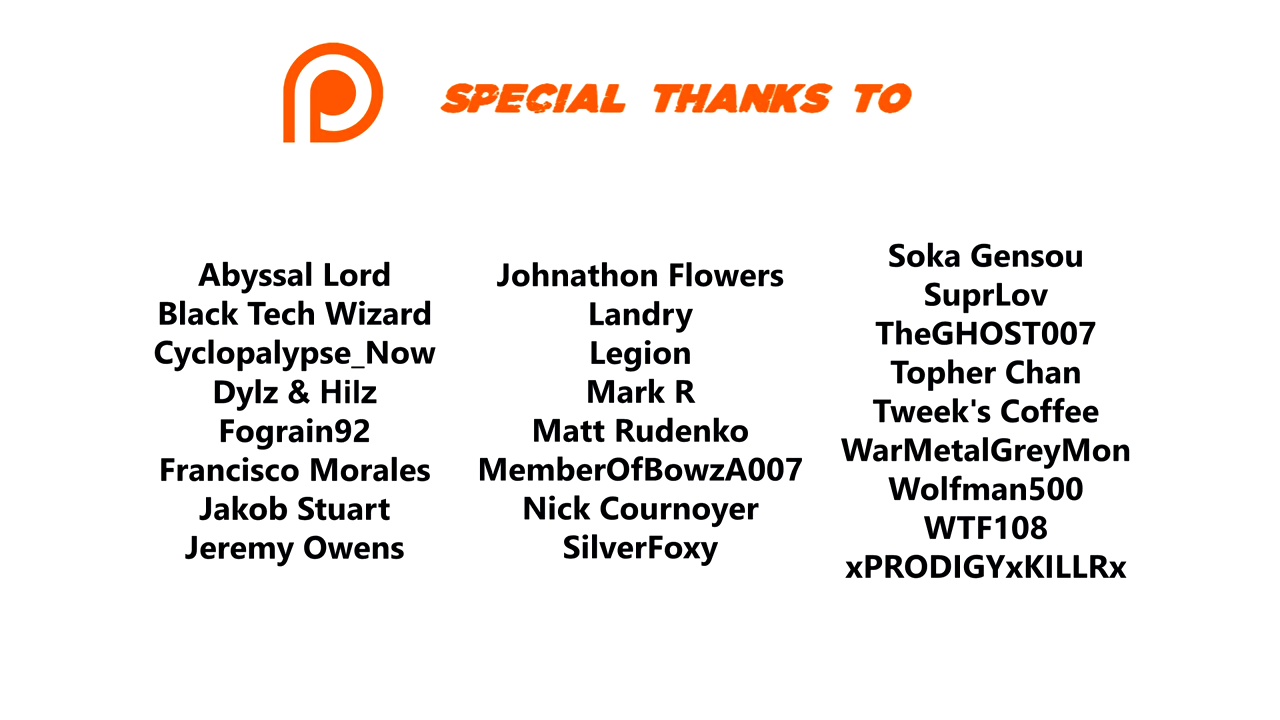 SPECIAL THANKS TO
Abyssal Lord
Black Tech Wizard
Cyclopalypse_Now
Dylz & Hilz
Fograin92
Francisco Morales
Jakob Stuart
Jeremy Owens
Johnathon Flowers
Landry
Legion
Mark R
Matt Rudenko
MemberOfBowzA007
Nick Cournoyer
SilverFoxy
Soka Gensou
SuprLov
TheGHOST007
Topher Chan
Tweek's Coffee
WarMetalGreyMon
Wolfman500
WTF108
xPRODIGYxKILLRx